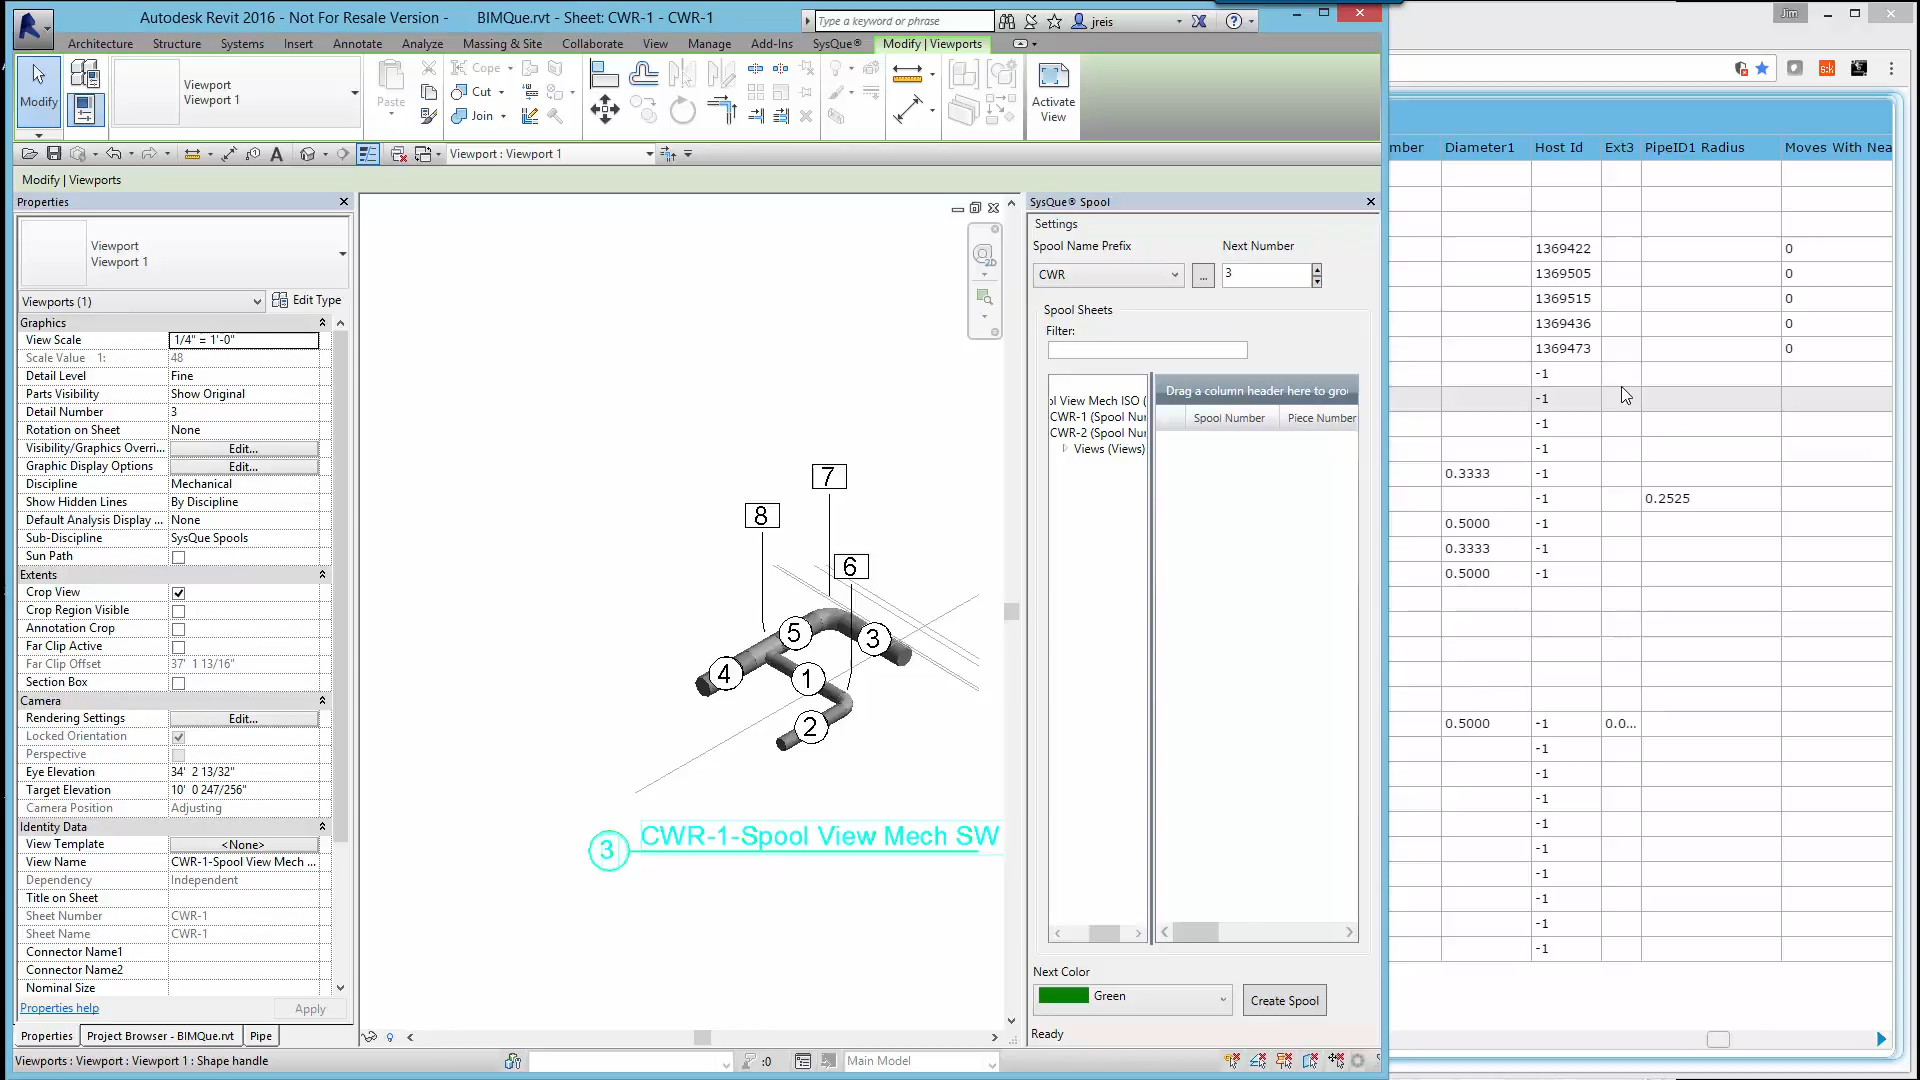 Autodesk Revit 2016 - Not For Resale Version - BIMQue.rvt - Sheet: CWR-1 - CWR-1
Type a keyword or phrase
jreis
Jim
Architecture Structure Systems Insert Annotate Analyze Massing & Site Collaborate View Manage Add-Ins SysQue® Modify | Viewports
Modify
Viewport
Viewport 1
Paste
Cope
Cut
Join
Activate
View
Viewport : Viewport 1
Modify | Viewports
Properties
Viewport
Viewport 1
Viewports (1)
Edit Type
Graphics
View Scale 1/4" = 1'-0"
Scale Value 1: 48
Detail Level Fine
Parts Visibility Show Original
Detail Number 3
Rotation on Sheet None
Visibility/Graphics Overri... Edit...
Graphic Display Options Edit...
Discipline Mechanical
Show Hidden Lines By Discipline
Default Analysis Display ... None
Sub-Discipline SysQue Spools
Sun Path
Extents
Crop View
Crop Region Visible
Annotation Crop
Far Clip Active
Far Clip Offset 37' 1 13/16"
Section Box
Camera
Rendering Settings Edit...
Locked Orientation
Perspective
Eye Elevation 34' 2 13/32"
Target Elevation 10' 0 247/256"
Camera Position Adjusting
Identity Data
View Template <None>
View Name CWR-1-Spool View Mech ...
Dependency Independent
Title on Sheet
Sheet Number CWR-1
Sheet Name CWR-1
Connector Name1
Connector Name2
Nominal Size
Properties help
Apply
Properties Project Browser - BIMQue.rvt Pipe
Viewports : Viewport : Viewport 1 : Shape handle
:0
Main Model
2D
7
8
6
5
3
4
1
2
3
CWR-1-Spool View Mech SW
SysQue® Spool
Settings
Spool Name Prefix Next Number
CWR ... 3
Spool Sheets
Filter:
ol View Mech ISO (
CWR-1 (Spool Nur
CWR-2 (Spool Nur
Views (Views)
Drag a column header here to gro
Spool Number Piece Number
Next Color
Green
Create Spool
Ready
s:k
mber Diameter1 Host Id Ext3 PipeID1 Radius Moves With Nea
1369422 0
1369505 0
1369515 0
1369436 0
1369473 0
-1
-1
-1
-1
0.3333 -1
-1 0.2525
0.5000 -1
0.3333 -1
0.5000 -1
0.5000 -1 0.0...
-1
-1
-1
-1
-1
-1
-1
-1
-1